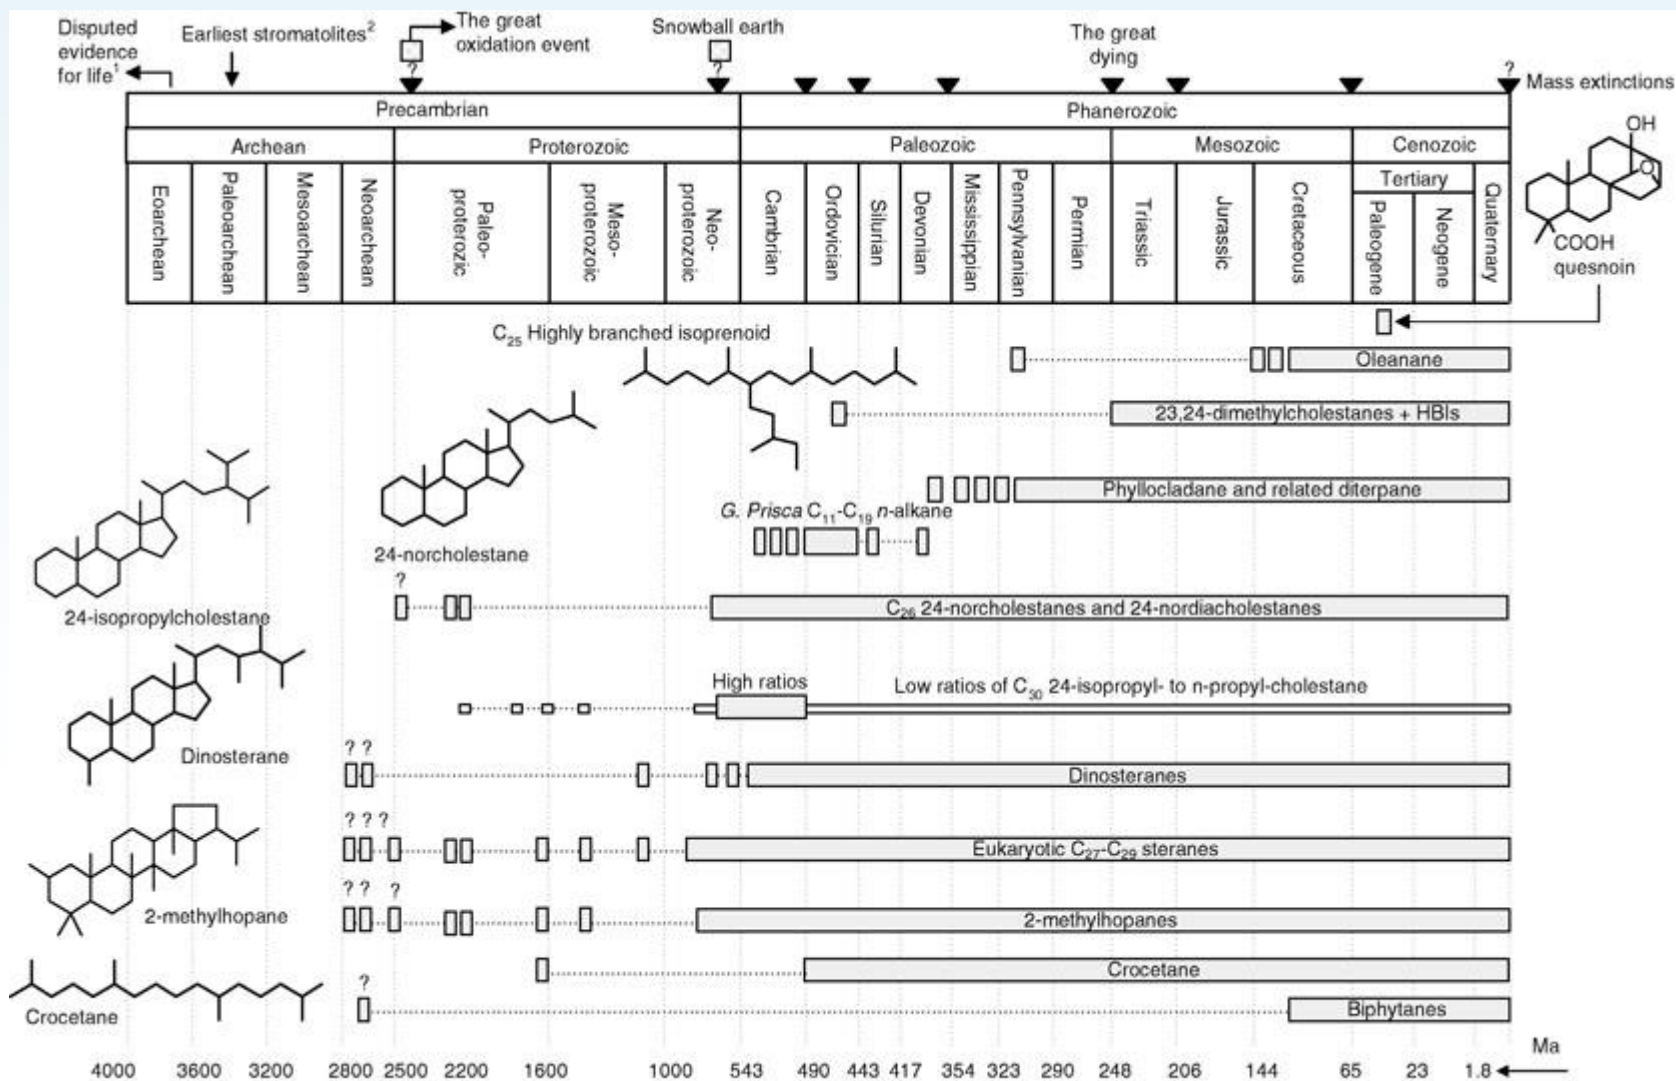 Disputed
evidence
for life¹
Earliest stromatolites²
The great
oxidation event
Snowball earth
The great
dying
Mass extinctions
?
?
?
Precambrian
Phanerozoic
Archean
Proterozoic
Paleozoic
Mesozoic
Cenozoic
Eoarchean
Paleoarchean
Mesoarchean
Neoarchean
Paleo-
proterozic
Meso-
proterozoic
Neo-
proterozoic
Cambrian
Ordovician
Silurian
Devonian
Mississippian
Pennsylvanian
Permian
Triassic
Jurassic
Cretaceous
Tertiary
Paleogene
Neogene
Quaternary
OH
O
COOH
quesnoin
C₂₅ Highly branched isoprenoid
Oleanane
23,24-dimethylcholestanes + HBIs
Phyllocladane and related diterpane
G. Prisca C₁₁-C₁₉ n-alkane
24-norcholestane
?
C₂₆ 24-norcholestanes and 24-nordiacholestanes
24-isopropylcholestane
High ratios
Low ratios of C₃₀ 24-isopropyl- to n-propyl-cholestane
Dinosterane
? ?
Dinosteranes
? ? ?
Eukaryotic C₂₇-C₂₉ steranes
2-methylhopane
? ? ?
2-methylhopanes
Crocetane
?
Crocetane
Biphytanes
Ma
4000 3600 3200 2800 2500 2200 1600 1000 543 490 443 417 354 323 290 248 206 144 65 23 1.8